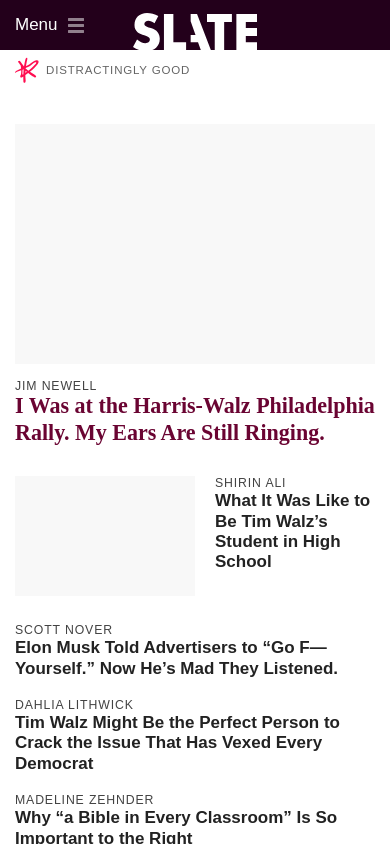 Menu
SLATE
DISTRACTINGLY GOOD
JIM NEWELL
I Was at the Harris-Walz Philadelphia
Rally. My Ears Are Still Ringing.
SHIRIN ALI
What It Was Like to
Be Tim Walz’s
Student in High
School
SCOTT NOVER
Elon Musk Told Advertisers to “Go F—
Yourself.” Now He’s Mad They Listened.
DAHLIA LITHWICK
Tim Walz Might Be the Perfect Person to
Crack the Issue That Has Vexed Every
Democrat
MADELINE ZEHNDER
Why “a Bible in Every Classroom” Is So
Important to the Right